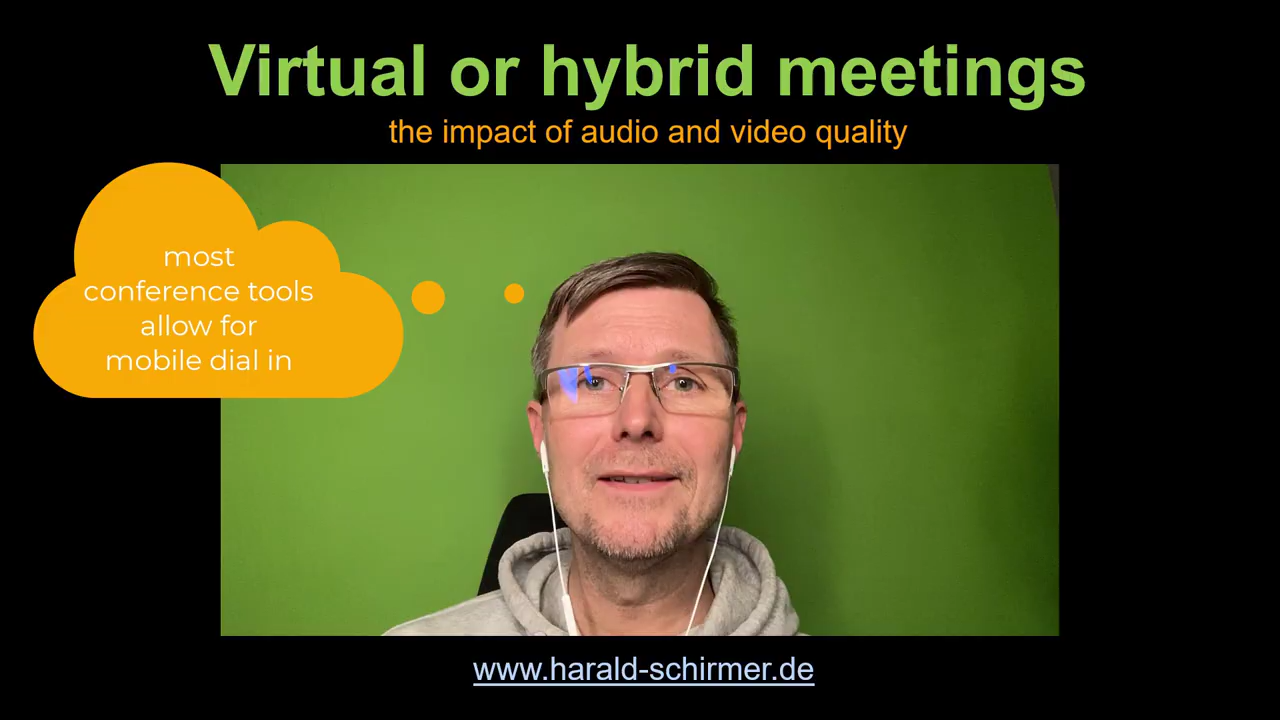 Virtual or hybrid meetings
the impact of audio and video quality
most
conference tools
allow for
mobile dial in
www.harald-schirmer.de